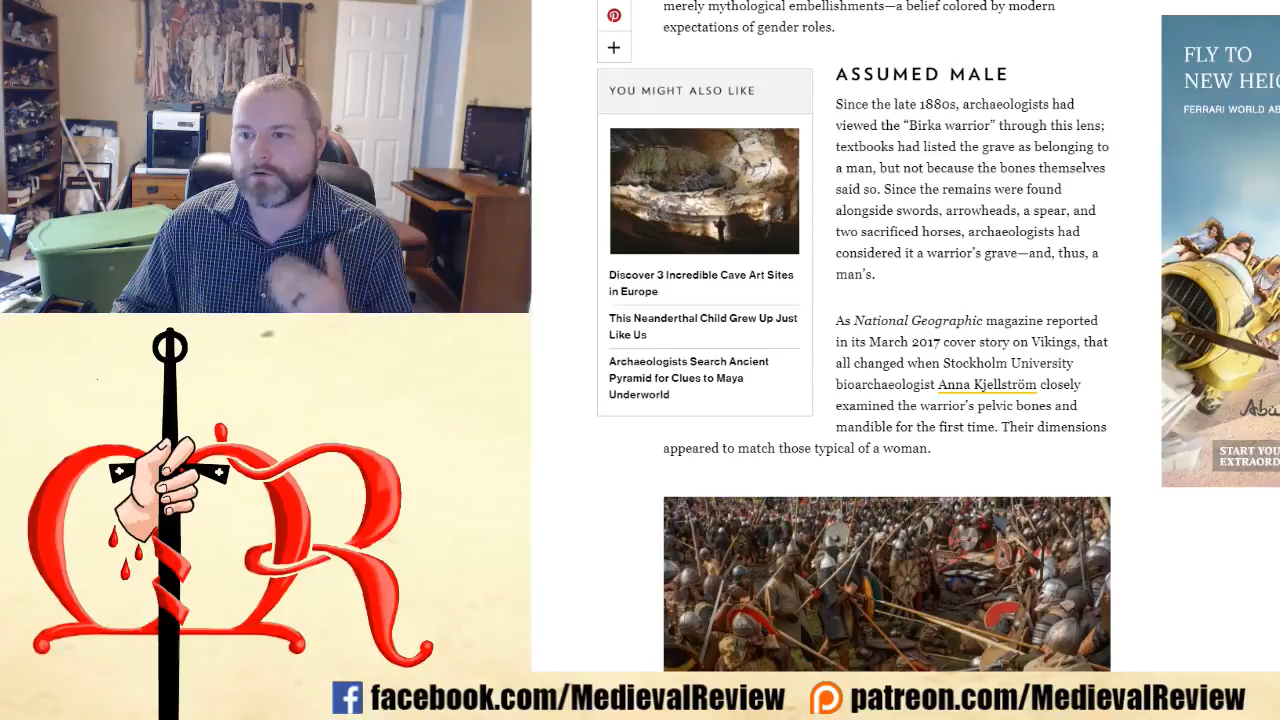 merely mythological embellishments—a belief colored by modern
expectations of gender roles.
YOU MIGHT ALSO LIKE
Discover 3 Incredible Cave Art Sites
in Europe
This Neanderthal Child Grew Up Just
Like Us
Archaeologists Search Ancient
Pyramid for Clues to Maya
Underworld
ASSUMED MALE
Since the late 1880s, archaeologists had
viewed the “Birka warrior” through this lens;
textbooks had listed the grave as belonging to
a man, but not because the bones themselves
said so. Since the remains were found
alongside swords, arrowheads, a spear, and
two sacrificed horses, archaeologists had
considered it a warrior’s grave—and, thus, a
man’s.
As National Geographic magazine reported
in its March 2017 cover story on Vikings, that
all changed when Stockholm University
bioarchaeologist Anna Kjellström closely
examined the warrior’s pelvic bones and
mandible for the first time. Their dimensions
appeared to match those typical of a woman.
FLY TO
NEW HEI
FERRARI WORLD AB
Abu
START YOU
EXTRAORD
MR
facebook.com/MedievalReview
patreon.com/MedievalReview